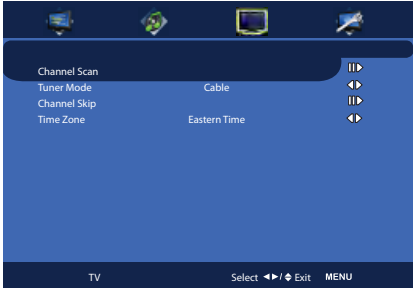 Channel Scan
Tuner Mode Cable
Channel Skip
Time Zone Eastern Time
TV Select ◄►/ ◆ Exit MENU